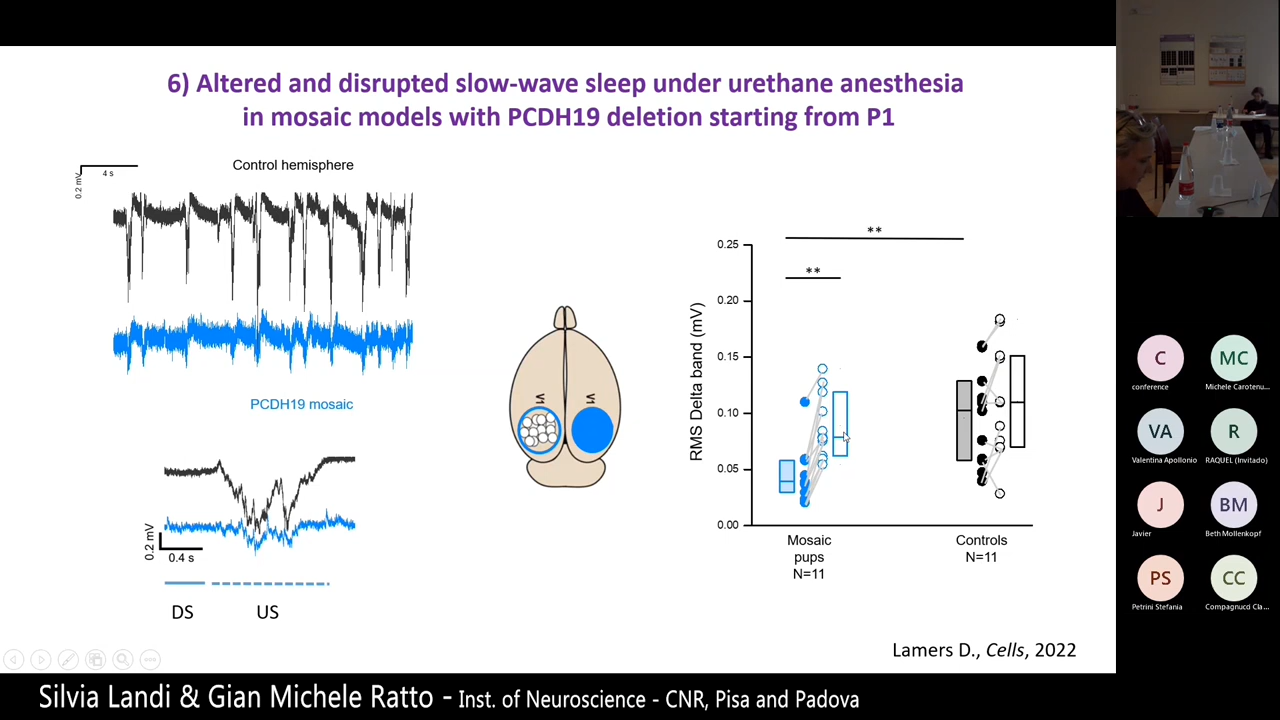 6) Altered and disrupted slow-wave sleep under urethane anesthesia
in mosaic models with PCDH19 deletion starting from P1
Control hemisphere
4 s
0.2 mV
PCDH19 mosaic
0.2 mV
0.4 s
DS
US
V1
V1
**
**
RMS Delta band (mV)
0.25
0.20
0.15
0.10
0.05
0.00
Mosaic
pups
N=11
Controls
N=11
Lamers D., Cells, 2022
Silvia Landi & Gian Michele Ratto - Inst. of Neuroscience - CNR, Pisa and Padova
C
conference
MC
Michele Carotenu...
VA
Valentina Apollonio
R
RAQUEL (Invitado)
J
Javier
BM
Beth Mollenkopf
PS
Petrini Stefania
CC
Compagnucci Cla...